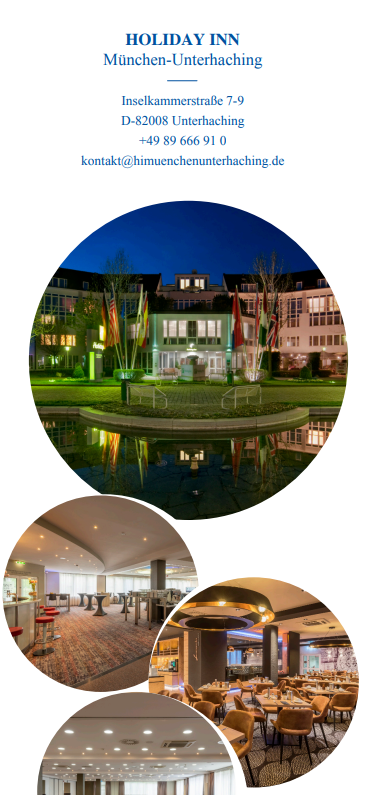 HOLIDAY INN
München-Unterhaching
Inselkammerstraße 7-9
D-82008 Unterhaching
+49 89 666 91 0
kontakt@himuenchenunterhaching.de